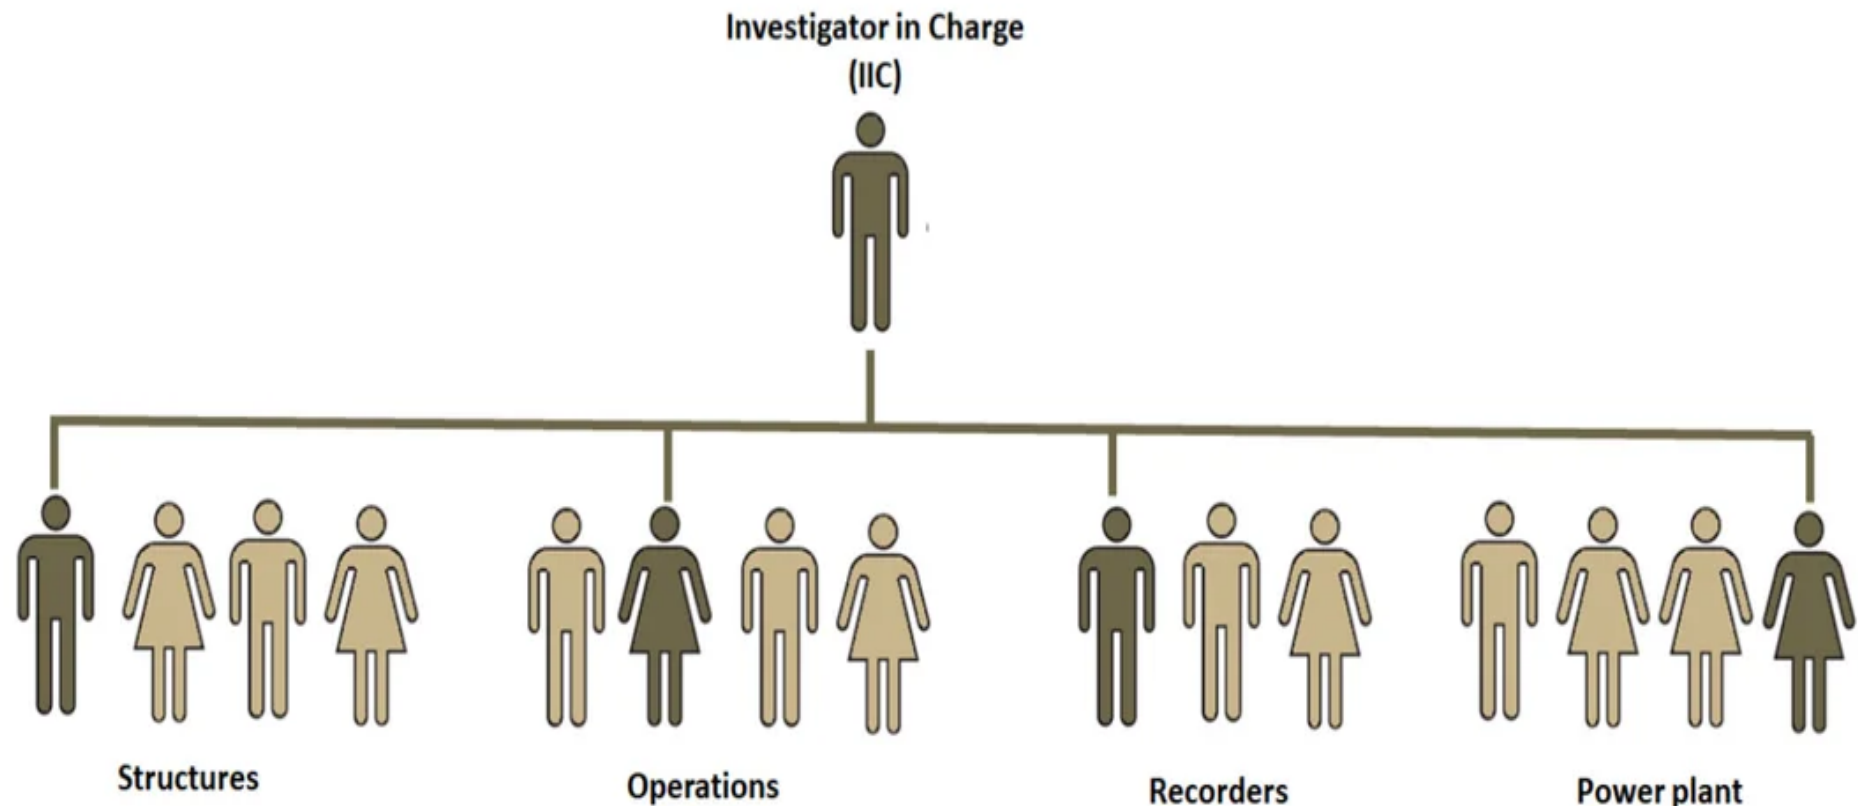 Investigator in Charge
(IIC)
Structures
Operations
Recorders
Power plant